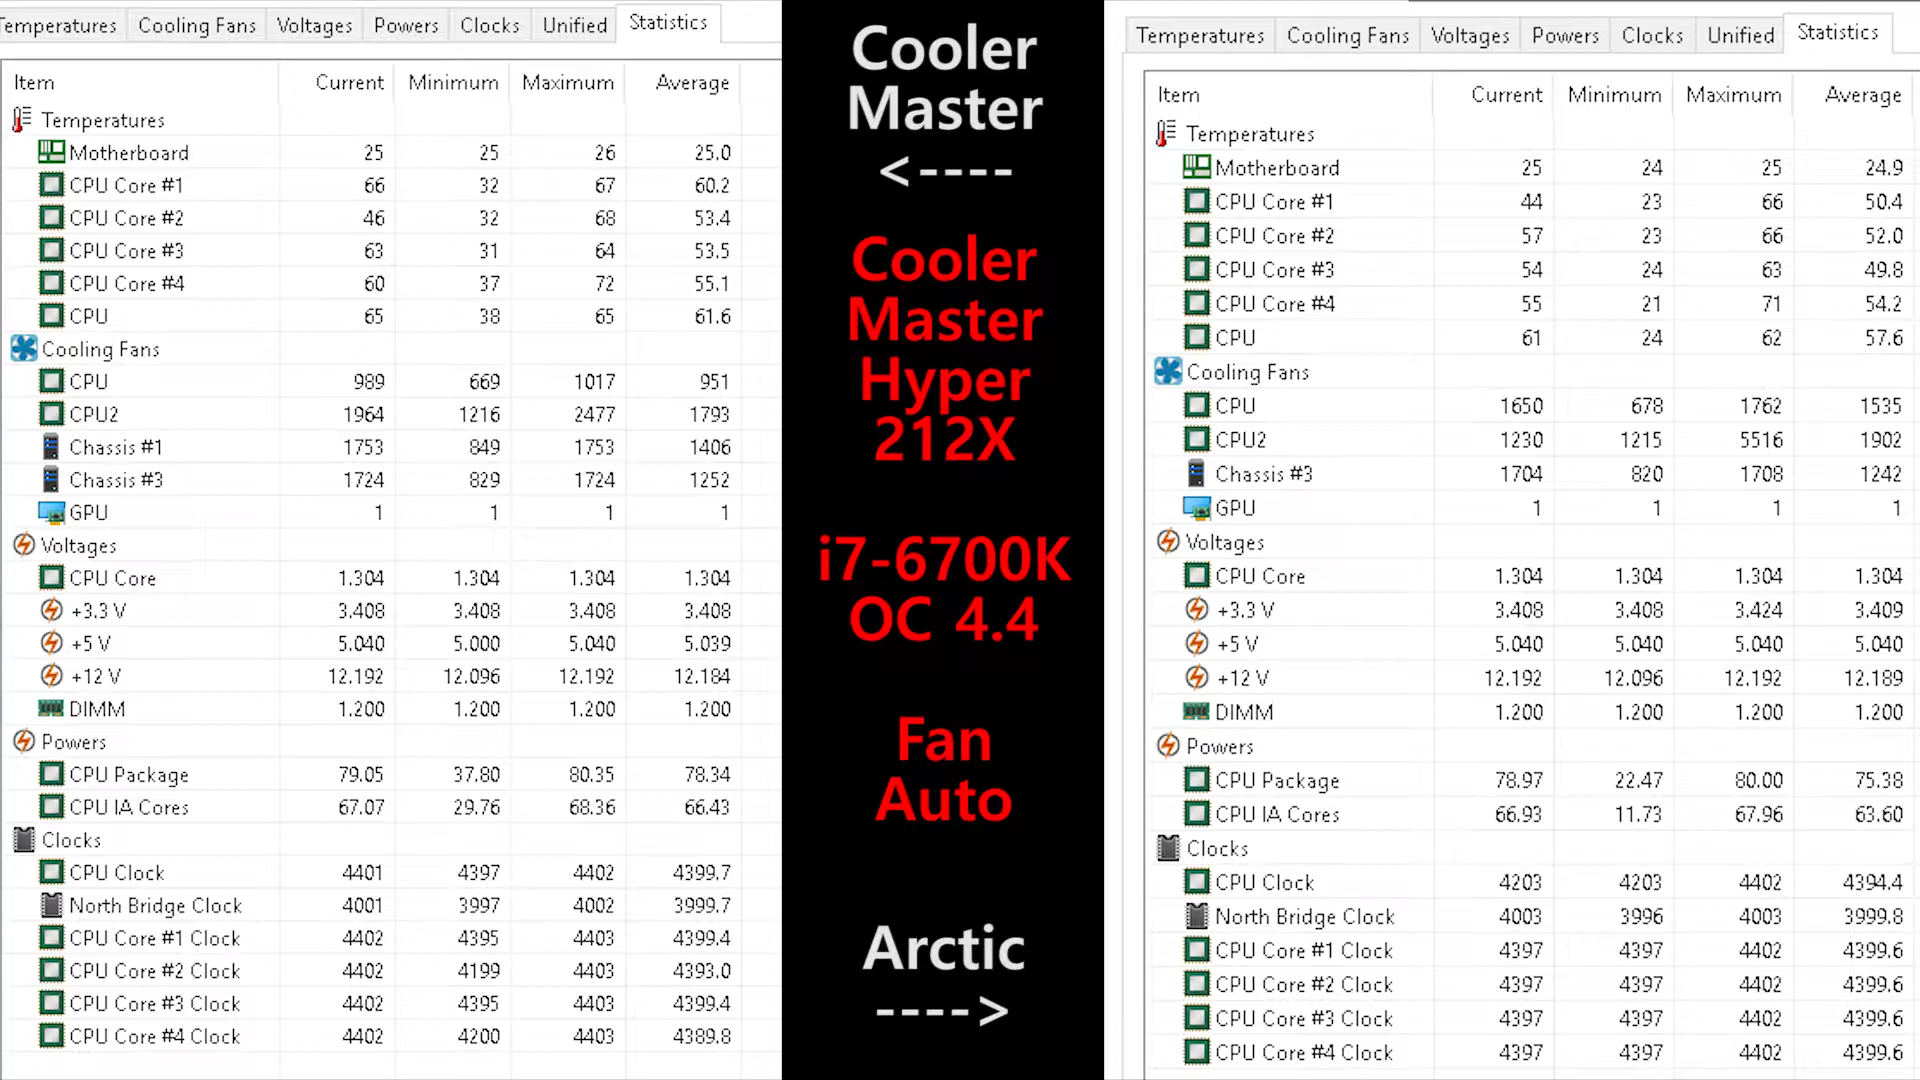 Temperatures Cooling Fans Voltages Powers Clocks Unified Statistics
Item Current Minimum Maximum Average
Temperatures
Motherboard 25 25 26 25.0
CPU Core #1 66 32 67 60.2
CPU Core #2 46 32 68 53.4
CPU Core #3 63 31 64 53.5
CPU Core #4 60 37 72 55.1
CPU 65 38 65 61.6
Cooling Fans
CPU 989 669 1017 951
CPU2 1964 1216 2477 1793
Chassis #1 1753 849 1753 1406
Chassis #3 1724 829 1724 1252
GPU 1 1 1 1
Voltages
CPU Core 1.304 1.304 1.304 1.304
+3.3 V 3.408 3.408 3.408 3.408
+5 V 5.040 5.000 5.040 5.039
+12 V 12.192 12.096 12.192 12.184
DIMM 1.200 1.200 1.200 1.200
Powers
CPU Package 79.05 37.80 80.35 78.34
CPU IA Cores 67.07 29.76 68.36 66.43
Clocks
CPU Clock 4401 4397 4402 4399.7
North Bridge Clock 4001 3997 4002 3999.7
CPU Core #1 Clock 4402 4395 4403 4399.4
CPU Core #2 Clock 4402 4199 4403 4393.0
CPU Core #3 Clock 4402 4395 4403 4399.4
CPU Core #4 Clock 4402 4200 4403 4389.8
Cooler
Master
<----
Cooler
Master
Hyper
212X
i7-6700K
OC 4.4
Fan
Auto
Arctic
---->
Temperatures Cooling Fans Voltages Powers Clocks Unified Statistics
Item Current Minimum Maximum Average
Temperatures
Motherboard 25 24 25 24.9
CPU Core #1 44 23 66 50.4
CPU Core #2 57 23 66 52.0
CPU Core #3 54 24 63 49.8
CPU Core #4 55 21 71 54.2
CPU 61 24 62 57.6
Cooling Fans
CPU 1650 678 1762 1535
CPU2 1230 1215 5516 1902
Chassis #3 1704 820 1708 1242
GPU 1 1 1 1
Voltages
CPU Core 1.304 1.304 1.304 1.304
+3.3 V 3.408 3.408 3.424 3.409
+5 V 5.040 5.040 5.040 5.040
+12 V 12.192 12.096 12.192 12.189
DIMM 1.200 1.200 1.200 1.200
Powers
CPU Package 78.97 22.47 80.00 75.38
CPU IA Cores 66.93 11.73 67.96 63.60
Clocks
CPU Clock 4203 4203 4402 4394.4
North Bridge Clock 4003 3996 4003 3999.8
CPU Core #1 Clock 4397 4397 4402 4399.6
CPU Core #2 Clock 4397 4397 4402 4399.6
CPU Core #3 Clock 4397 4397 4402 4399.6
CPU Core #4 Clock 4397 4397 4402 4399.6